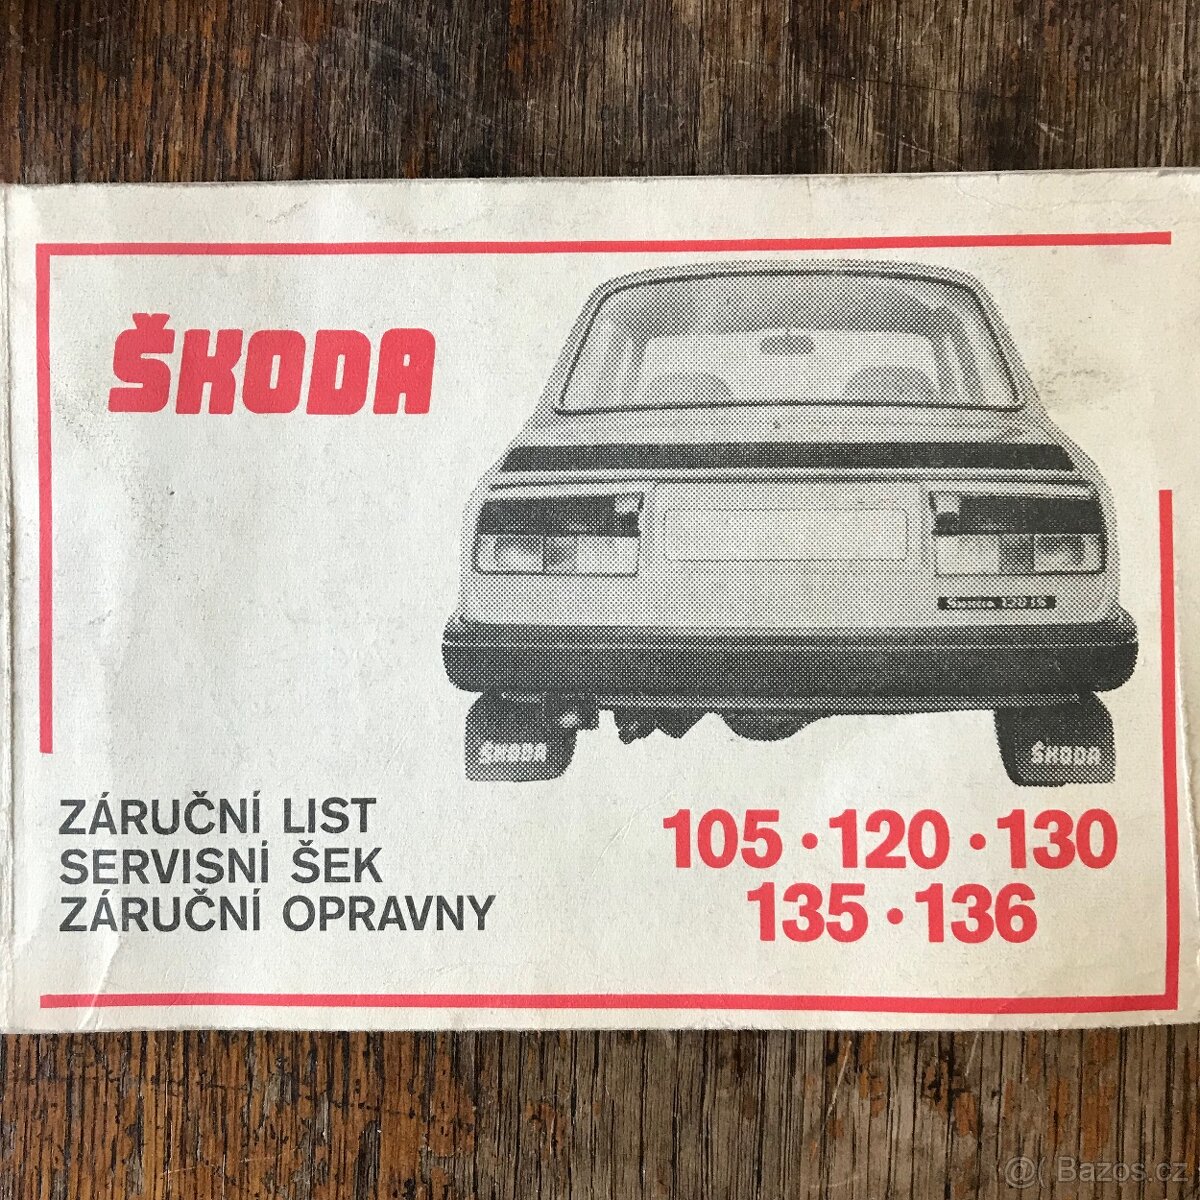 ŠKODA
ŠKODA
ŠKODA
ZÁRUČNÍ LIST
SERVISNÍ ŠEK
ZÁRUČNÍ OPRAVNY
105 · 120 · 130
135 · 136
@( Bazos.cz